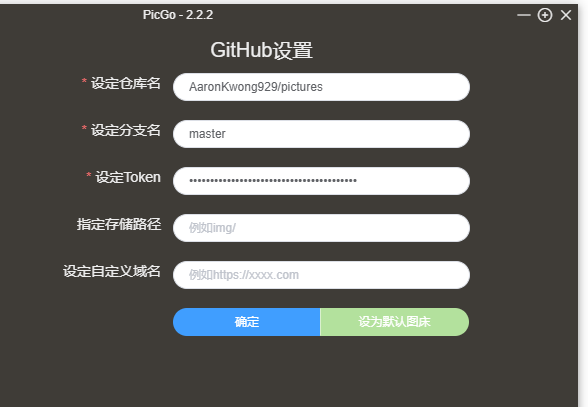 PicGo - 2.2.2
GitHub设置
* 设定仓库名 AaronKwong929/pictures
* 设定分支名 master
* 设定Token ••••••••••••••••••••••••••••••••••••••••
指定存储路径 例如img/
设定自定义域名 例如https://xxxx.com
确定 设为默认图床